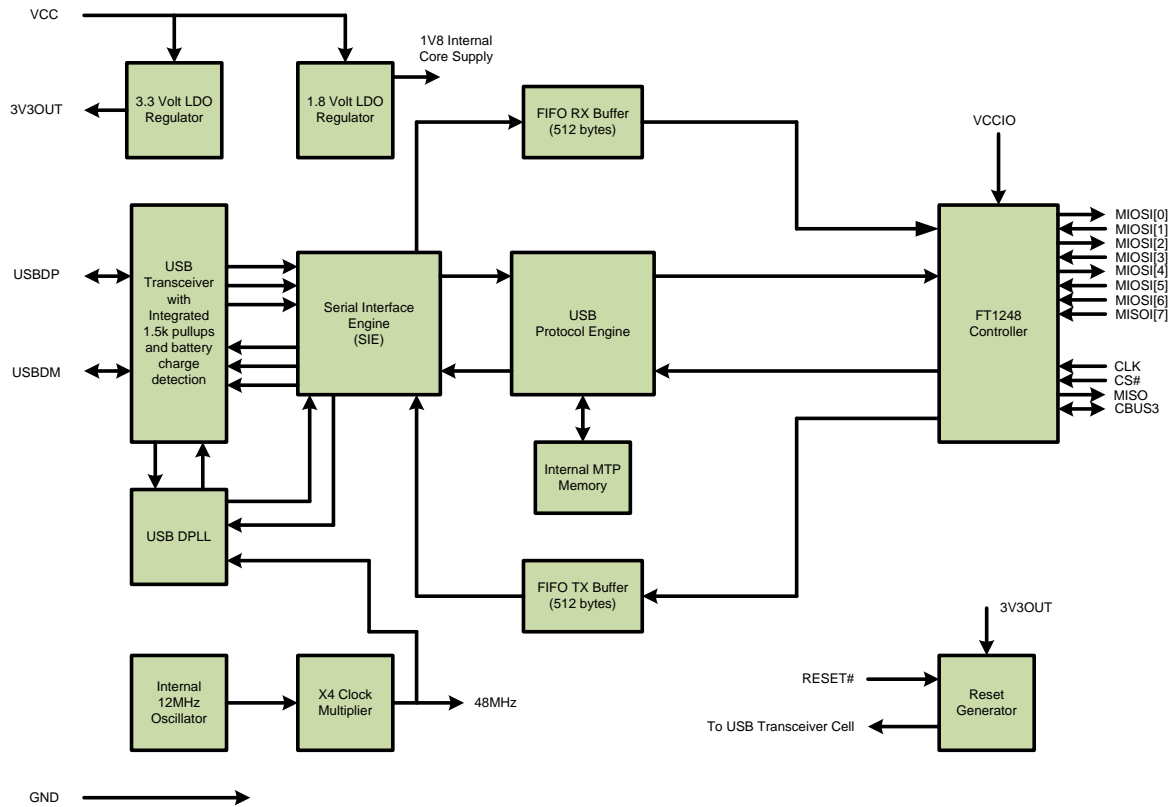 VCC
1V8 Internal
Core Supply
3.3 Volt LDO
Regulator
1.8 Volt LDO
Regulator
3V3OUT
FIFO RX Buffer
(512 bytes)
VCCIO
USB
Transceiver
with
Integrated
1.5k pullups
and battery
charge
detection
USBDP
USBDM
Serial Interface
Engine
(SIE)
USB
Protocol Engine
FT1248
Controller
MIOSI[0]
MIOSI[1]
MIOSI[2]
MIOSI[3]
MIOSI[4]
MIOSI[5]
MIOSI[6]
MISOI[7]
CLK
CS#
MISO
CBUS3
Internal MTP
Memory
USB DPLL
FIFO TX Buffer
(512 bytes)
3V3OUT
Internal
12MHz
Oscillator
X4 Clock
Multiplier
48MHz
RESET#
Reset
Generator
To USB Transceiver Cell
GND